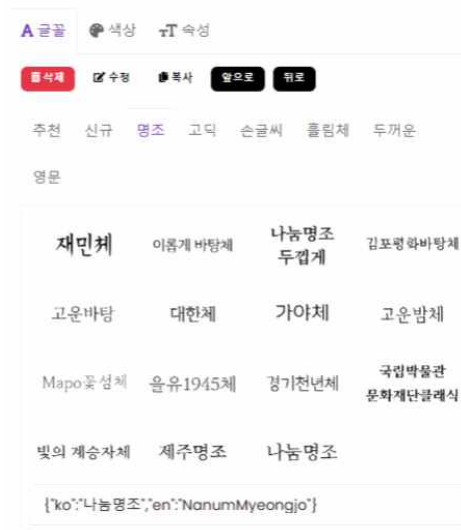 A 글꼴 색상 тT 속성
삭제 수정 복사 앞으로 뒤로
추천 신규 명조 고딕 손글씨 흘림체 두꺼운
영문
재민체 이롭게 바탕체 나눔명조 두껍게 김포평화바탕체
고운바탕 대한체 가야체 고운밤체
Mapo꽃섬체 을유1945체 경기천년체 국립박물관 문화재단클래식
빛의 계승자체 제주명조 나눔명조
{"ko":"나눔명조","en":"NanumMyeongjo"}